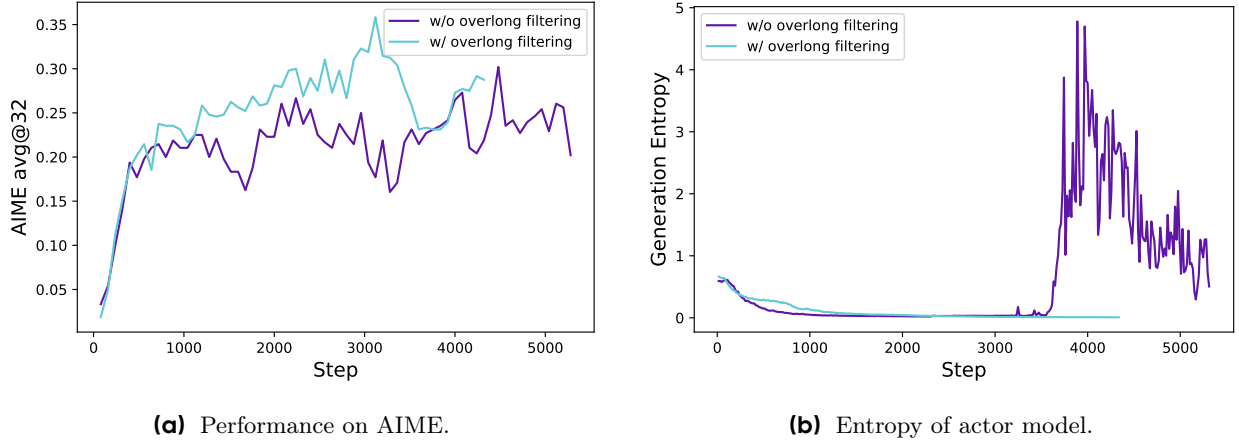 0.35
0.30
0.25
0.20
0.15
0.10
0.05
AIME avg@32
w/o overlong filtering
w/ overlong filtering
0 1000 2000 3000 4000 5000
Step
(a) Performance on AIME.
5
4
3
2
1
0
Generation Entropy
w/o overlong filtering
w/ overlong filtering
0 1000 2000 3000 4000 5000
Step
(b) Entropy of actor model.